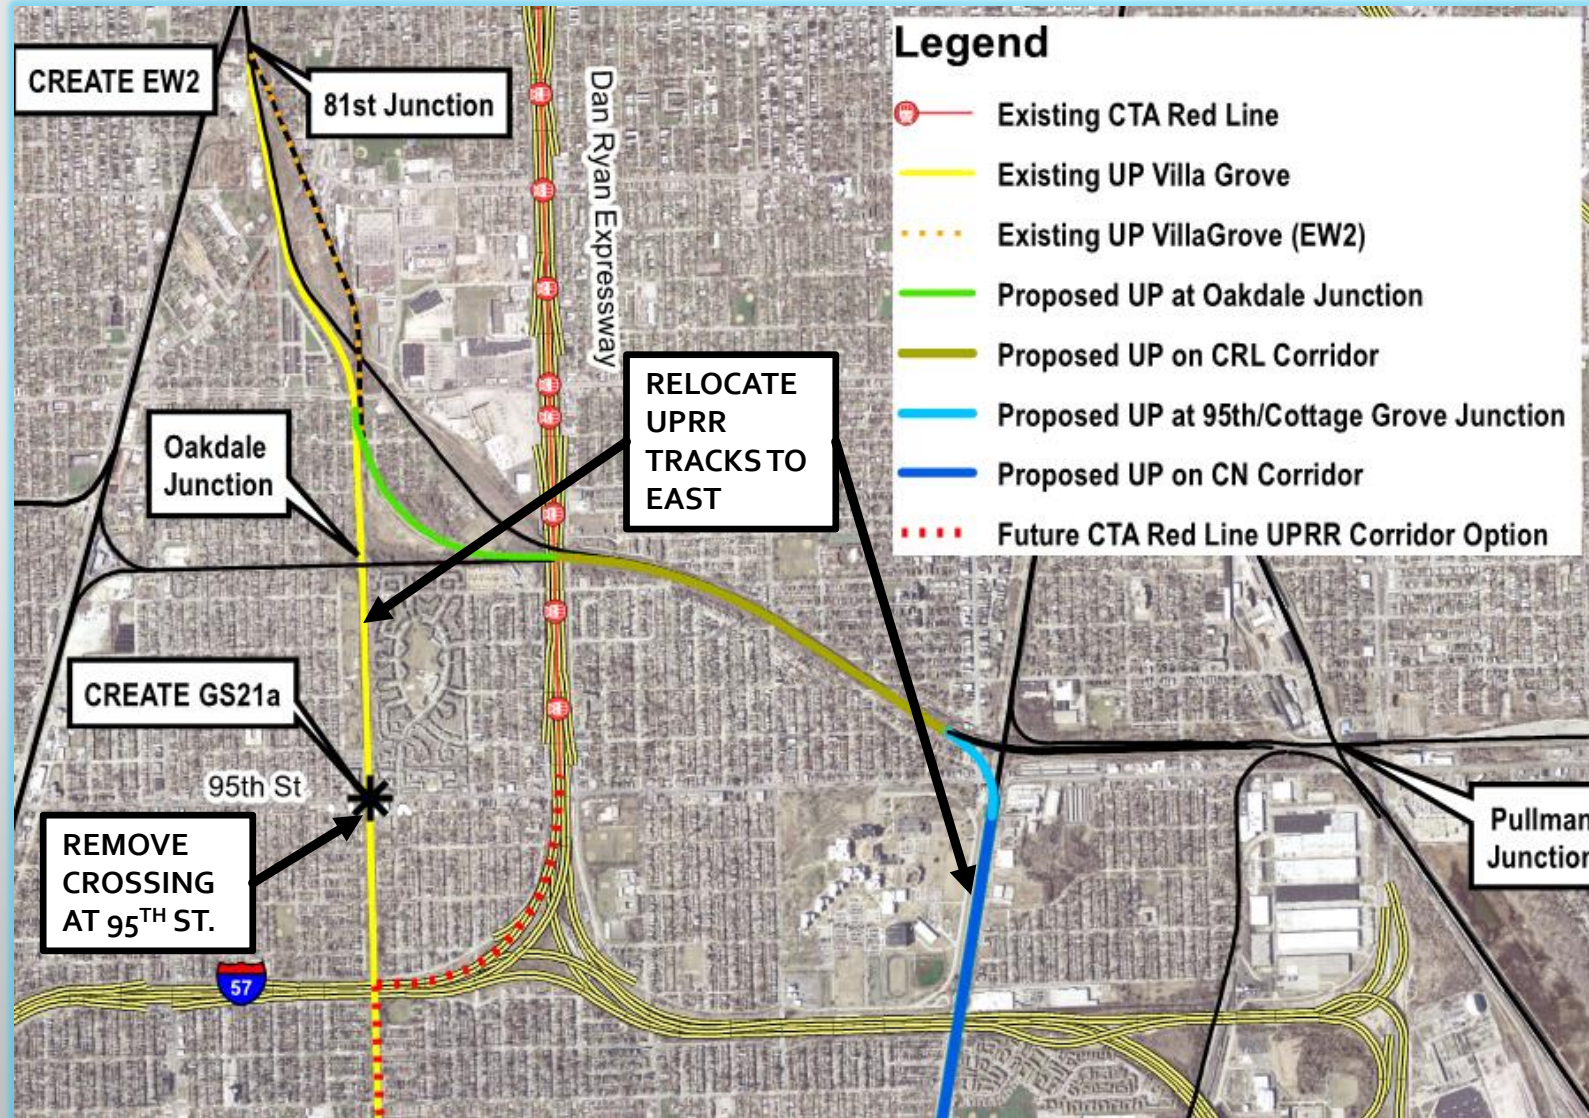 CREATE EW2
81st Junction
Dan Ryan Expressway
Legend
Existing CTA Red Line
Existing UP Villa Grove
Existing UP VillaGrove (EW2)
Proposed UP at Oakdale Junction
Proposed UP on CRL Corridor
Proposed UP at 95th/Cottage Grove Junction
Proposed UP on CN Corridor
Future CTA Red Line UPRR Corridor Option
RELOCATE
UPRR
TRACKS TO
EAST
Oakdale
Junction
CREATE GS21a
95th St
REMOVE
CROSSING
AT 95TH ST.
57
Pullman
Junction